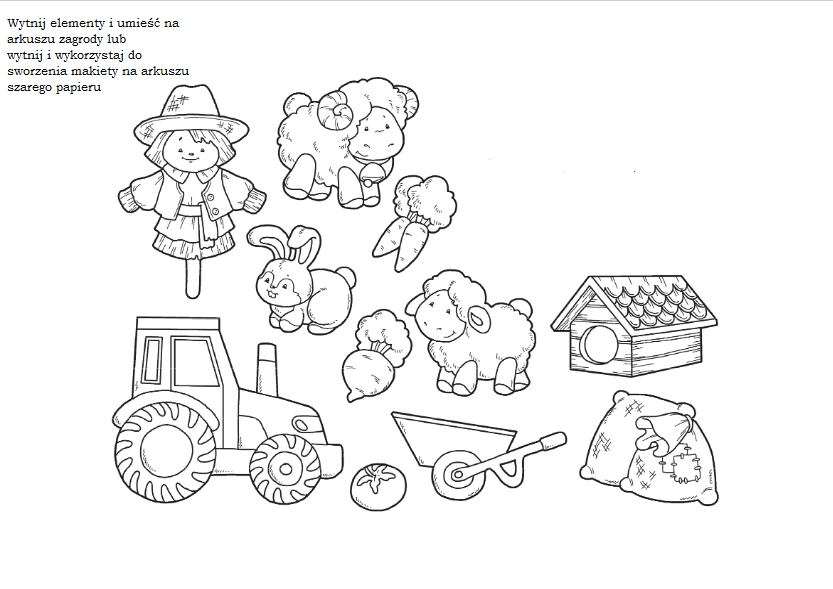 Wytnij elementy i umieść na
arkuszu zagrody lub
wytnij i wykorzystaj do
sworzenia makiety na arkuszu
szarego papieru